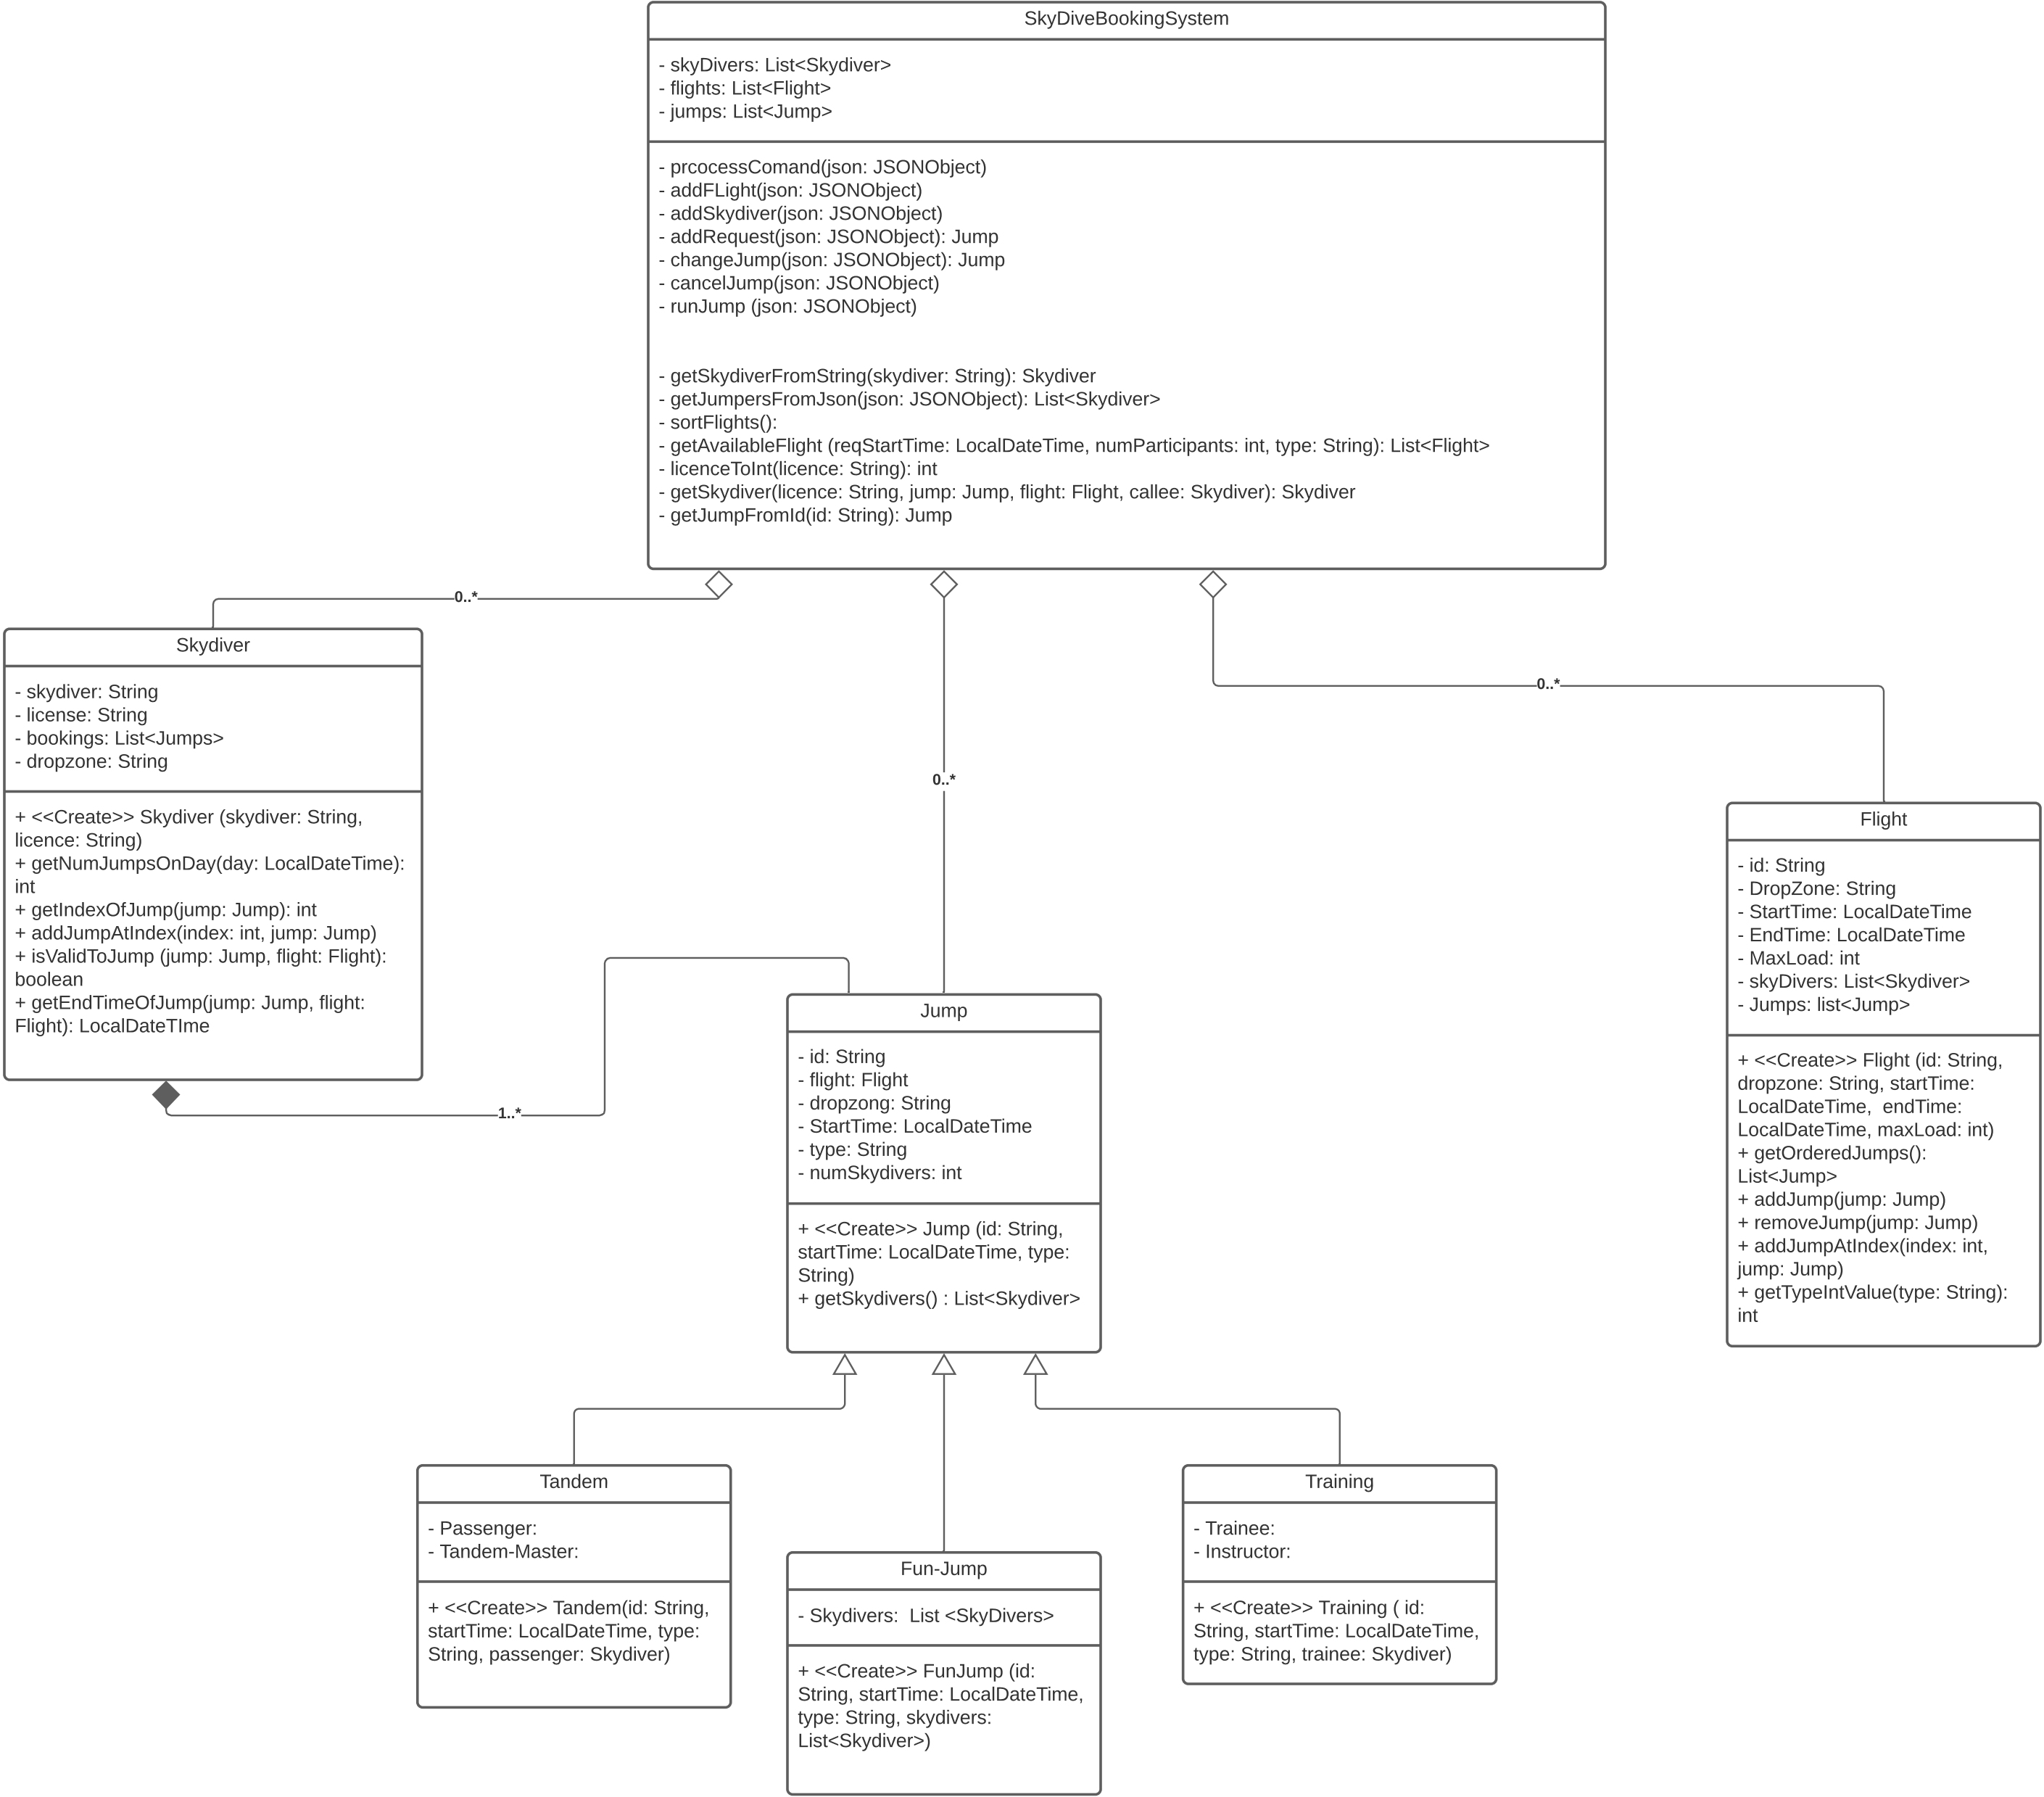 SkyDiveBookingSystem
- skyDivers: List<Skydiver>
- flights: List<Flight>
- jumps: List<Jump>
- prcocessComand(json: JSONObject)
- addFLight(json: JSONObject)
- addSkydiver(json: JSONObject)
- addRequest(json: JSONObject): Jump
- changeJump(json: JSONObject): Jump
- cancelJump(json: JSONObject)
- runJump (json: JSONObject)
- getSkydiverFromString(skydiver: String): Skydiver
- getJumpersFromJson(json: JSONObject): List<Skydiver>
- sortFlights():
- getAvailableFlight (reqStartTime: LocalDateTime, numParticipants: int, type: String): List<Flight>
- licenceToInt(licence: String): int
- getSkydiver(licence: String, jump: Jump, flight: Flight, callee: Skydiver): Skydiver
- getJumpFromId(id: String): Jump
0..*
0..*
0..*
Skydiver
- skydiver: String
- license: String
- bookings: List<Jumps>
- dropzone: String
+ <<Create>> Skydiver (skydiver: String,
licence: String)
+ getNumJumpsOnDay(day: LocalDateTime):
int
+ getIndexOfJump(jump: Jump): int
+ addJumpAtIndex(index: int, jump: Jump)
+ isValidToJump (jump: Jump, flight: Flight):
boolean
+ getEndTimeOfJump(jump: Jump, flight:
Flight): LocalDateTIme
1..*
Flight
- id: String
- DropZone: String
- StartTime: LocalDateTime
- EndTime: LocalDateTime
- MaxLoad: int
- skyDivers: List<Skydiver>
- Jumps: list<Jump>
+ <<Create>> Flight (id: String,
dropzone: String, startTime:
LocalDateTime,  endTime:
LocalDateTime, maxLoad: int)
+ getOrderedJumps():
List<Jump>
+ addJump(jump: Jump)
+ removeJump(jump: Jump)
+ addJumpAtIndex(index: int,
jump: Jump)
+ getTypeIntValue(type: String):
int
Jump
- id: String
- flight: Flight
- dropzong: String
- StartTime: LocalDateTime
- type: String
- numSkydivers: int
+ <<Create>> Jump (id: String,
startTime: LocalDateTime, type:
String)
+ getSkydivers() : List<Skydiver>
Tandem
- Passenger:
- Tandem-Master:
+ <<Create>> Tandem(id: String,
startTime: LocalDateTime, type:
String, passenger: Skydiver)
Fun-Jump
- Skydivers:  List <SkyDivers>
+ <<Create>> FunJump (id:
String, startTime: LocalDateTime,
type: String, skydivers:
List<Skydiver>)
Training
- Trainee:
- Instructor:
+ <<Create>> Training ( id:
String, startTime: LocalDateTime,
type: String, trainee: Skydiver)